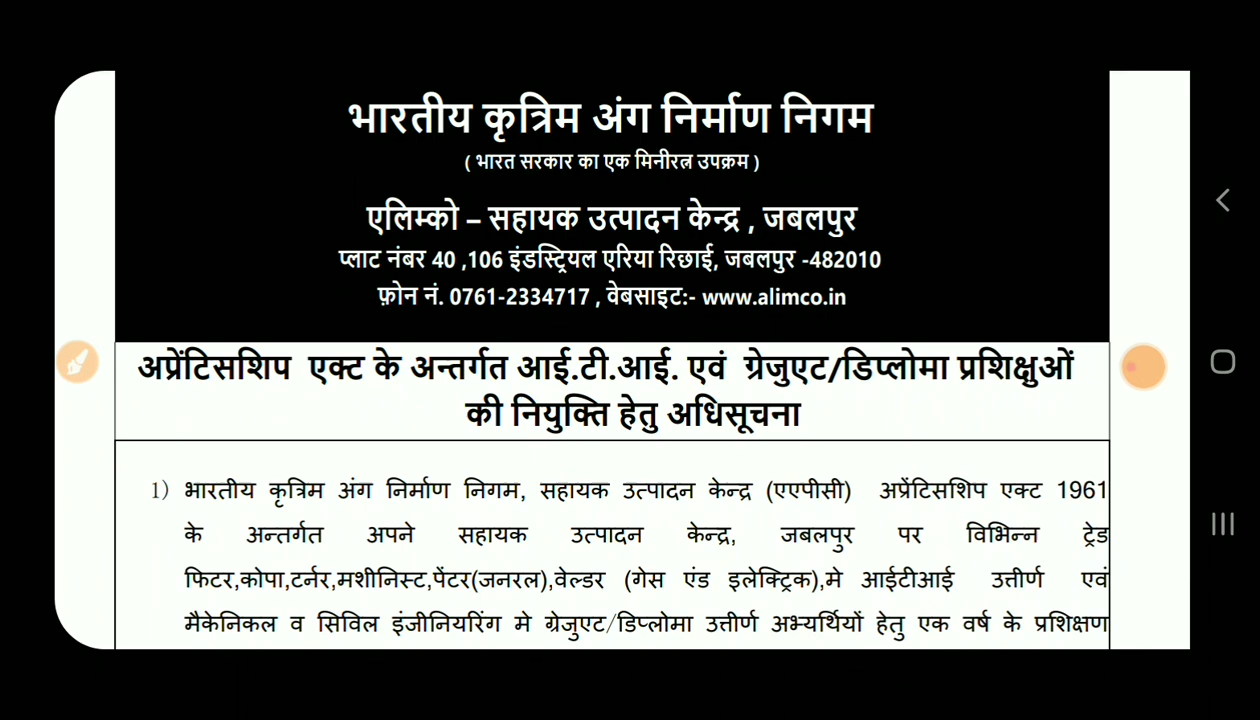 भारतीय कृत्रिम अंग निर्माण निगम
( भारत सरकार का एक मिनीरत्न उपक्रम )
एलिम्को – सहायक उत्पादन केन्द्र , जबलपुर
प्लाट नंबर 40 ,106 इंडस्ट्रियल एरिया रिछाई, जबलपुर -482010
फ़ोन नं. 0761-2334717 , वेबसाइट:- www.alimco.in
अप्रेंटिसशिप एक्ट के अन्तर्गत आई.टी.आई. एवं ग्रेजुएट/डिप्लोमा प्रशिक्षुओं
की नियुक्ति हेतु अधिसूचना
1) भारतीय कृत्रिम अंग निर्माण निगम, सहायक उत्पादन केन्द्र (एएपीसी) अप्रेंटिसशिप एक्ट 1961
के अन्तर्गत अपने सहायक उत्पादन केन्द्र, जबलपुर पर विभिन्न ट्रेड
फिटर,कोपा,टर्नर,मशीनिस्ट,पेंटर(जनरल),वेल्डर (गेस एंड इलेक्ट्रिक),मे आईटीआई उत्तीर्ण एवं
मैकेनिकल व सिविल इंजीनियरिंग मे ग्रेजुएट/डिप्लोमा उत्तीर्ण अभ्यर्थियों हेतु एक वर्ष के प्रशिक्षण